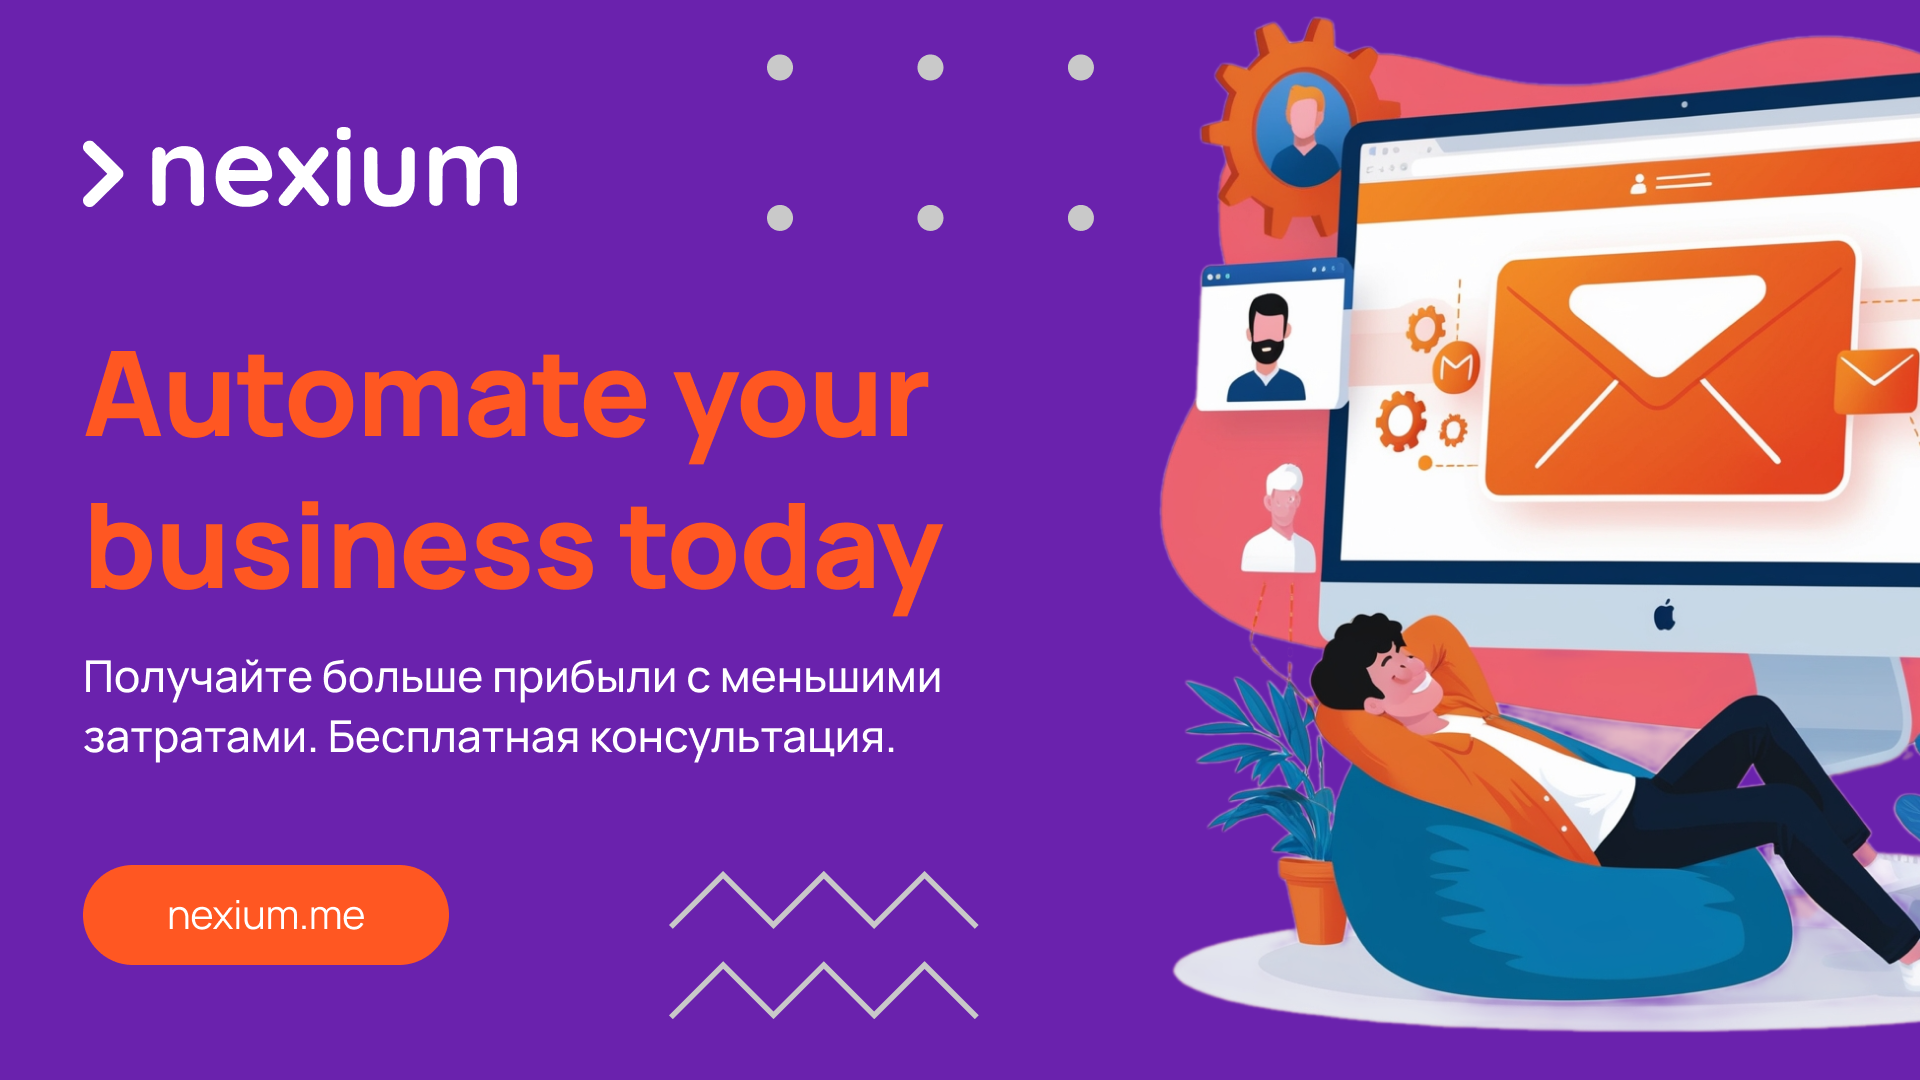 nexium
Automate your
business today
Получайте больше прибыли с меньшими
затратами. Бесплатная консультация.
nexium.me